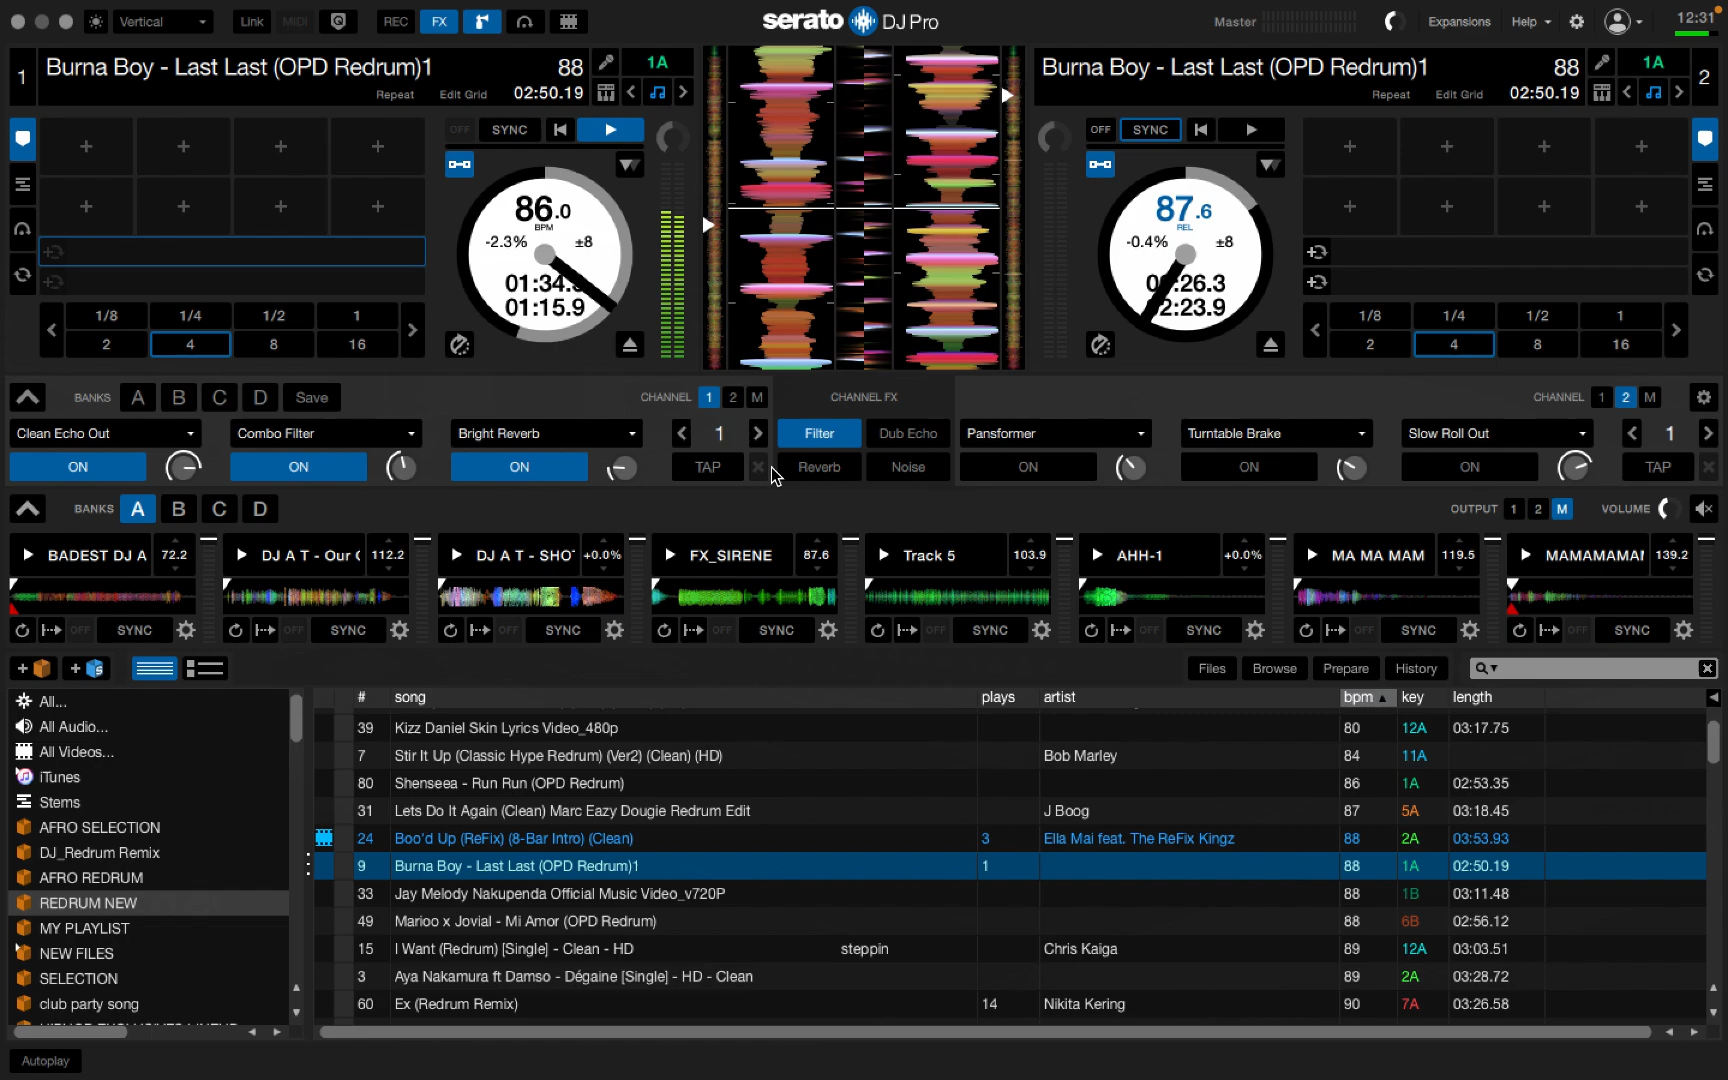 Vertical Link MIDI REC FX serato DJ Pro Master Expansions Help 12:31
1 Burna Boy - Last Last (OPD Redrum)1 88 1A
Repeat Edit Grid 02:50.19
Burna Boy - Last Last (OPD Redrum)1 88 1A 2
Repeat Edit Grid 02:50.19
OFF SYNC
86.0
BPM
-2.3% ±8
01:15.9
1/8 1/4 1/2 1
2 4 8 16
OFF SYNC
87.6
REL
-0.4% ±8
1/8 1/4 1/2 1
2 4 8 16
BANKS A B C D Save CHANNEL 1 2 M CHANNEL FX CHANNEL 1 2 M
Clean Echo Out Combo Filter Bright Reverb 1 Filter Dub Echo Pansformer Turntable Brake Slow Roll Out 1
ON ON ON TAP Reverb Noise ON ON ON TAP
BANKS A B C D OUTPUT 1 2 M VOLUME
BADEST DJ A 72.2 DJ A T - Our 112.2 DJ A T - SHO +0.0% FX_SIRENE 87.6 Track 5 103.9 AHH-1 +0.0% MA MA MAM 119.5 MAMAMAMA 139.2
OFF SYNC OFF SYNC OFF SYNC OFF SYNC OFF SYNC OFF SYNC OFF SYNC OFF SYNC
Files Browse Prepare History
All...
All Audio...
All Videos...
iTunes
Stems
AFRO SELECTION
DJ_Redrum Remix
AFRO REDRUM
REDRUM NEW
MY PLAYLIST
NEW FILES
SELECTION
club party song
# song plays artist bpm key length
39 Kizz Daniel Skin Lyrics Video_480p 80 12A 03:17.75
7 Stir It Up (Classic Hype Redrum) (Ver2) (Clean) (HD) Bob Marley 84 11A
80 Shenseea - Run Run (OPD Redrum) 86 1A 02:53.35
31 Lets Do It Again (Clean) Marc Eazy Dougie Redrum Edit J Boog 87 5A 03:18.45
24 Boo'd Up (ReFix) (8-Bar Intro) (Clean) 3 Ella Mai feat. The ReFix Kingz 88 2A 03:53.93
9 Burna Boy - Last Last (OPD Redrum)1 1 88 1A 02:50.19
33 Jay Melody Nakupenda Official Music Video_v720P 88 1B 03:11.48
49 Marioo x Jovial - Mi Amor (OPD Redrum) 88 6B 02:56.12
15 I Want (Redrum) [Single] - Clean - HD steppin Chris Kaiga 89 12A 03:03.51
3 Aya Nakamura ft Damso - Dégaine [Single] - HD - Clean 89 2A 03:28.72
60 Ex (Redrum Remix) 14 Nikita Kering 90 7A 03:26.58
Autoplay